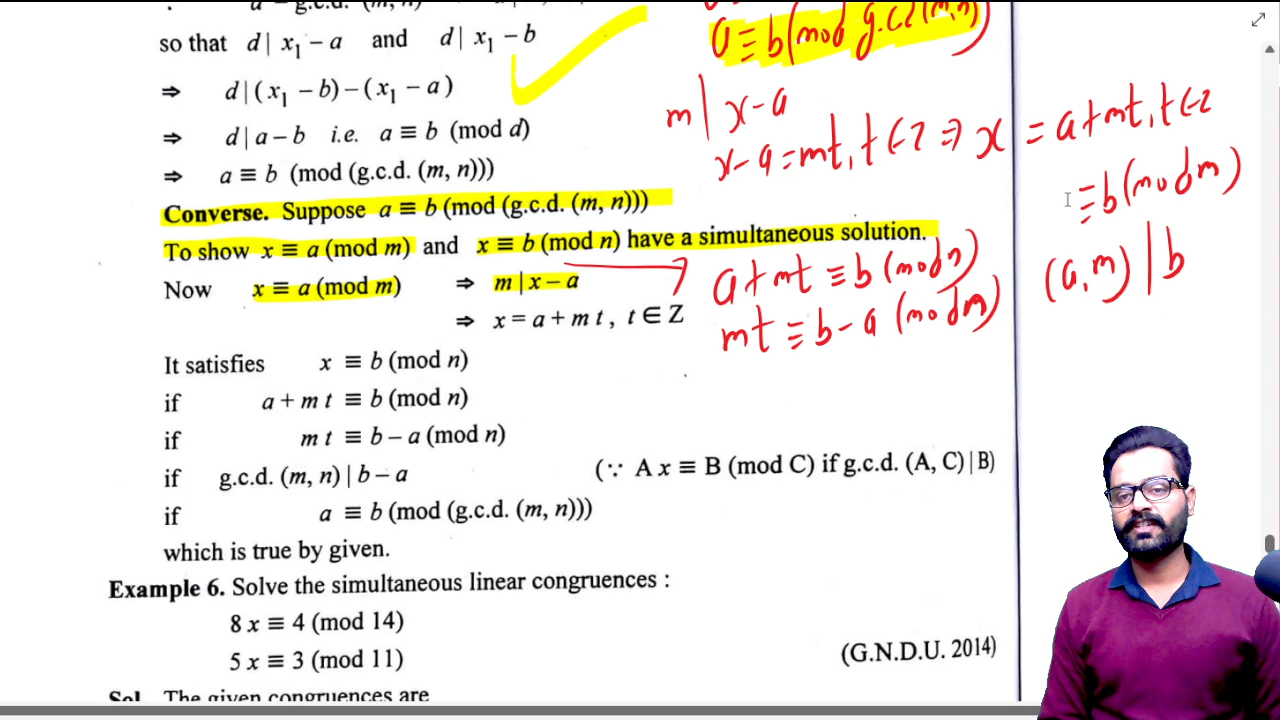 so that d | x₁ – a and d | x₁ – b
⇒ d | (x₁ – b) – (x₁ – a)
⇒ d | a – b i.e. a ≡ b (mod d)
⇒ a ≡ b (mod (g.c.d. (m, n)))
Converse. Suppose a ≡ b (mod (g.c.d. (m, n)))
To show x ≡ a (mod m) and x ≡ b (mod n) have a simultaneous solution.
Now x ≡ a (mod m) ⇒ m | x – a
⇒ x = a + m t , t ∈ Z
It satisfies x ≡ b (mod n)
if a + m t ≡ b (mod n)
if m t ≡ b – a (mod n)
if g.c.d. (m, n) | b – a (∵ A x ≡ B (mod C) if g.c.d. (A, C) | B)
if a ≡ b (mod (g.c.d. (m, n)))
which is true by given.
Example 6. Solve the simultaneous linear congruences :
8 x ≡ 4 (mod 14)
5 x ≡ 3 (mod 11)
(G.N.D.U. 2014)
Sol. The given congruences are
a ≡ b (mod g.c.d (m, n))
m | x – a
x – a = mt, t ∈ Z ⇒ x = a + mt, t ∈ Z
≡ b (mod m)
a + mt ≡ b (mod n)
mt ≡ b – a (mod m)
(a, m) | b